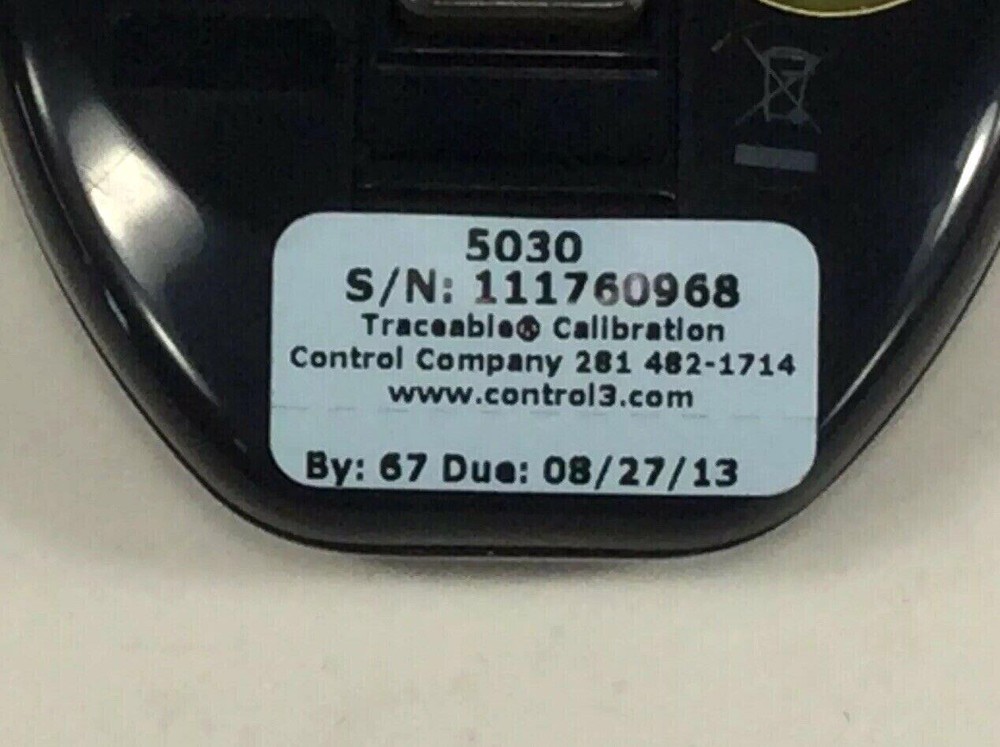 5030
S/N: 111760968
Traceable® Calibration
Control Company 281 482-1714
www.control3.com
By: 67 Due: 08/27/13